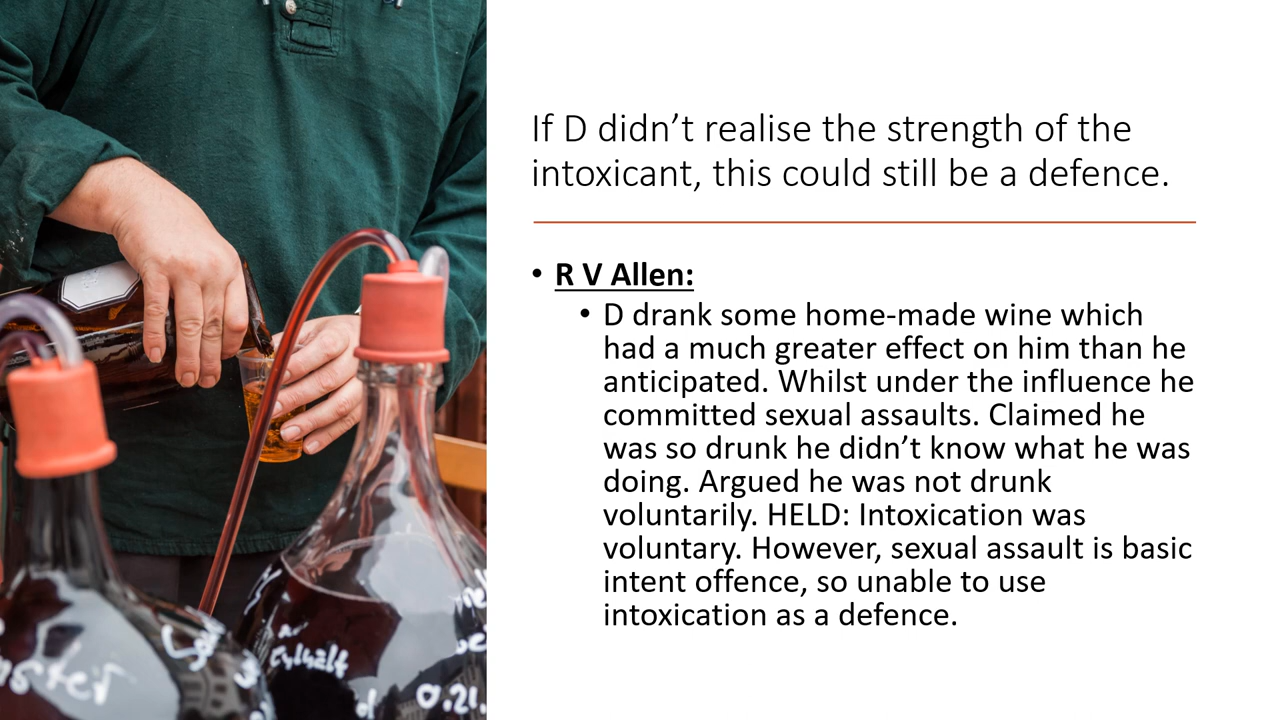 If D didn’t realise the strength of the
intoxicant, this could still be a defence.
• R V Allen:
• D drank some home-made wine which
had a much greater effect on him than he
anticipated. Whilst under the influence he
committed sexual assaults. Claimed he
was so drunk he didn’t know what he was
doing. Argued he was not drunk
voluntarily. HELD: Intoxication was
voluntary. However, sexual assault is basic
intent offence, so unable to use
intoxication as a defence.
0.21.